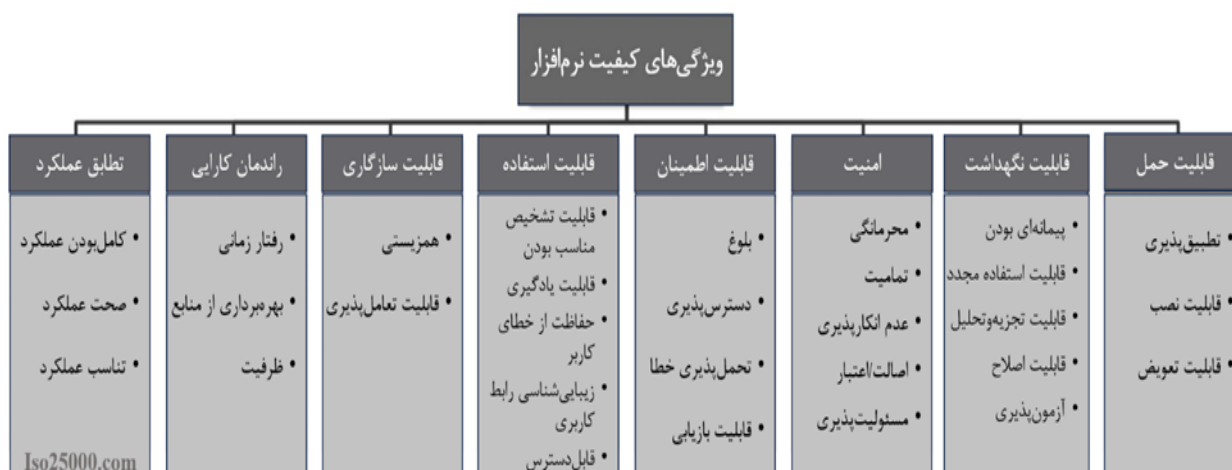 ویژگی‌های کیفیت نرم‌افزار
قابلیت حمل
• تطبیق‌پذیری
• قابلیت نصب
• قابلیت تعویض
قابلیت نگهداشت
• پیمانه‌ای بودن
• قابلیت استفاده مجدد
• قابلیت تجزیه‌وتحلیل
• قابلیت اصلاح
• آزمون‌پذیری
امنیت
• محرمانگی
• تمامیت
• عدم انکارپذیری
• اصالت/اعتبار
• مسئولیت‌پذیری
قابلیت اطمینان
• بلوغ
• دسترس‌پذیری
• تحمل‌پذیری خطا
• قابلیت بازیابی
قابلیت استفاده
• قابلیت تشخیص
مناسب بودن
• قابلیت یادگیری
• حفاظت از خطای
کاربر
• زیبایی‌شناسی رابط
کاربری
• قابل‌دسترس
قابلیت سازگاری
• همزیستی
• قابلیت تعامل‌پذیری
راندمان کارایی
• رفتار زمانی
• بهره‌برداری از منابع
• ظرفیت
تطابق عملکرد
• کامل‌بودن عملکرد
• صحت عملکرد
• تناسب عملکرد
Iso25000.com